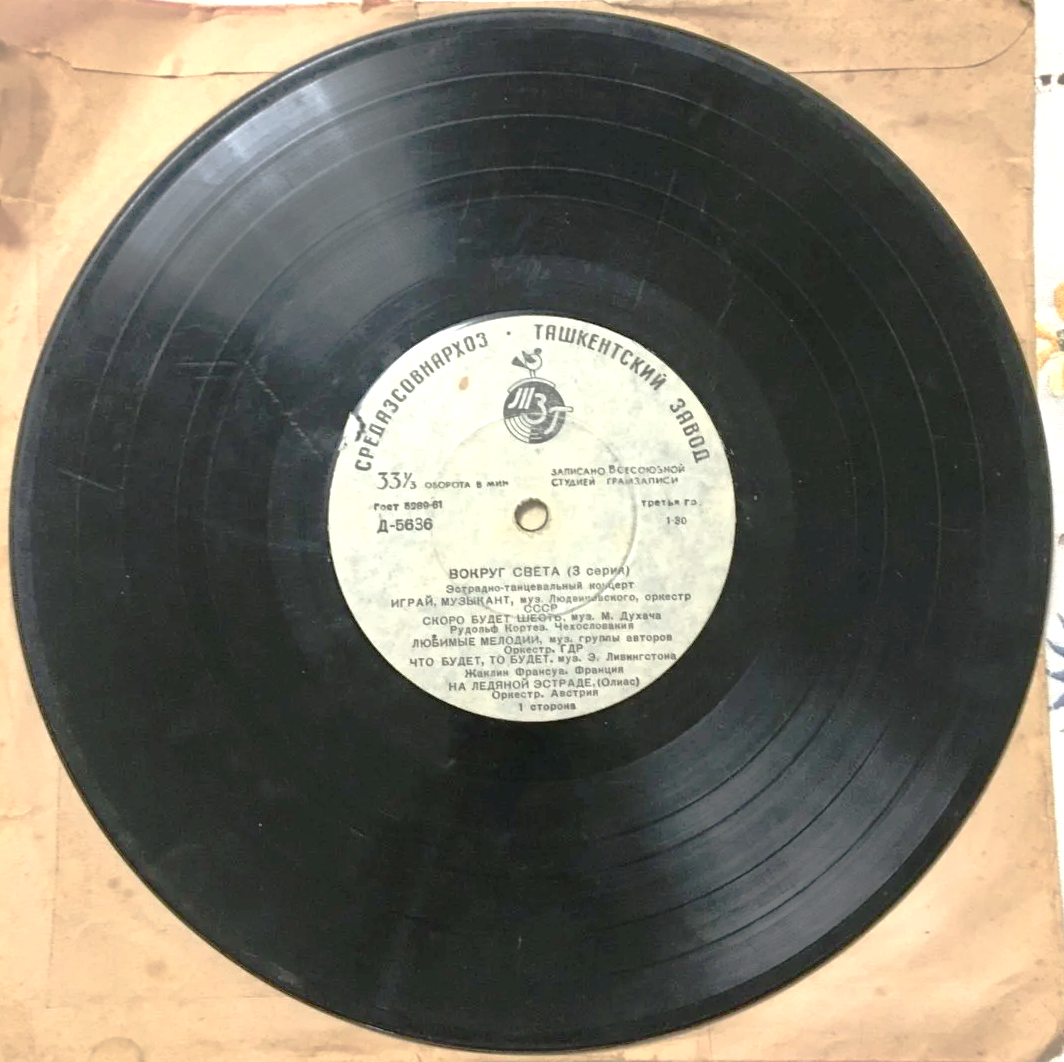 СРЕДАЗСОВНАРХОЗ · ТАШКЕНТСКИЙ ЗАВОД
ТЗГ
33⅓ ОБОРОТА В МИН
ЗАПИСАНО ВСЕСОЮЗНОЙ
СТУДИЕЙ ГРАМЗАПИСИ
Гост 5289-61
третья гр.
Д-5636
1-30
ВОКРУГ СВЕТА (3 серия)
Эстрадно-танцевальный концерт
ИГРАЙ, МУЗЫКАНТ, муз. Людвиковского, оркестр
СССР
СКОРО БУДЕТ ШЕСТЬ, муз. М. Духача
Рудольф Кортез. Чехословакия
ЛЮБИМЫЕ МЕЛОДИИ, муз. группы авторов
Оркестр. ГДР
ЧТО БУДЕТ, ТО БУДЕТ. муз. Э. Ливингстона
Жаклин Франсуа. Франция
НА ЛЕДЯНОЙ ЭСТРАДЕ, (Олиас)
Оркестр. Австрия
1 сторона